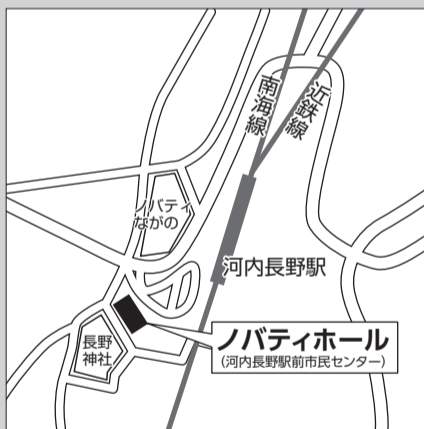 南海線
近鉄線
ノバティ
ながの
河内長野駅
長野
神社
ノバティホール
(河内長野駅前市民センター)